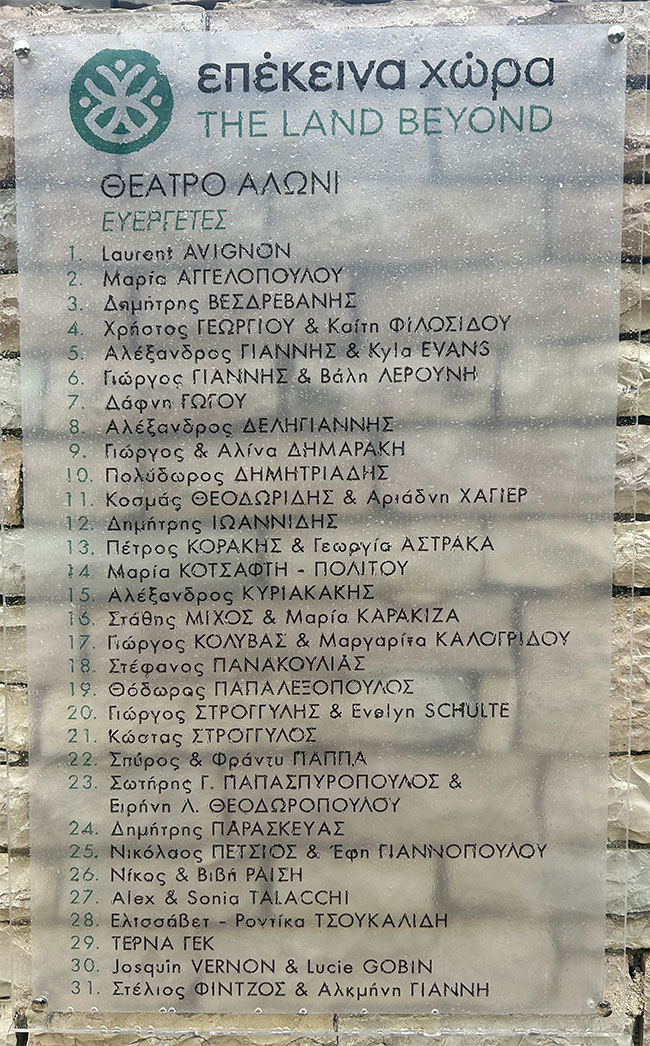 επέκεινα χώρα
THE LAND BEYOND
ΘΕΑΤΡΟ ΑΛΩΝΙ
ΕΥΕΡΓΕΤΕΣ
1. Laurent AVIGNON
2. Μαρία ΑΓΓΕΛΟΠΟΥΛΟΥ
3. Δημήτρης ΒΕΣΔΡΕΒΑΝΗΣ
4. Χρήστος ΓΕΩΡΓΙΟΥ & Καίτη ΦΙΛΟΣΙΔΟΥ
5. Αλέξανδρος ΓΙΑΝΝΗΣ & Kyla EVANS
6. Γιώργος ΓΙΑΝΝΗΣ & Βάλη ΛΕΡΟΥΝΗ
7. Δάφνη ΓΩΓΟΥ
8. Αλέξανδρος ΔΕΛΗΓΙΑΝΝΗΣ
9. Γιώργος & Αλίνα ΔΗΜΑΡΑΚΗ
10. Πολύδωρος ΔΗΜΗΤΡΙΑΔΗΣ
11. Κοσμάς ΘΕΟΔΩΡΙΔΗΣ & Αριάδνη ΧΑΓΙΕΡ
12. Δημήτρης ΙΩΑΝΝΙΔΗΣ
13. Πέτρος ΚΟΡΑΚΗΣ & Γεωργία ΑΣΤΡΑΚΑ
14. Μαρία ΚΟΤΣΑΦΤΗ - ΠΟΛΙΤΟΥ
15. Αλέξανδρος ΚΥΡΙΑΚΑΚΗΣ
16. Στάθης ΜΙΧΟΣ & Μαρία ΚΑΡΑΚΙΖΑ
17. Γιώργος ΚΟΛΥΒΑΣ & Μαργαρίτα ΚΑΛΟΓΡΙΔΟΥ
18. Στέφανος ΠΑΝΑΚΟΥΛΙΑΣ
19. Θόδωρας ΠΑΠΑΛΕΞΟΠΟΥΛΟΣ
20. Γιώργος ΣΤΡΟΓΓΥΛΗΣ & Evelyn SCHULTE
21. Κώστας ΣΤΡΟΓΓΥΛΟΣ
22. Σπύρος & Φράντυ ΠΑΠΠΑ
23. Σωτήρης Γ. ΠΑΠΑΣΠΥΡΟΠΟΥΛΟΣ &
Ειρήνη Λ. ΘΕΟΔΩΡΟΠΟΥΛΟΥ
24. Δημήτρης ΠΑΡΑΣΚΕΥΑΣ
25. Νικόλαος ΠΕΤΣΙΟΣ & Έφη ΓΙΑΝΝΟΠΟΥΛΟΥ
26. Νίκος & Βιβή ΡΑΙΣΗ
27. Alex & Sonia TALACCHI
28. Ελισσάβετ - Ροντίκα ΤΣΟΥΚΑΛΙΔΗ
29. ΤΕΡΝΑ ΓΕΚ
30. Josquin VERNON & Lucie GOBIN
31. Στέλιος ΦΙΝΤΖΟΣ & Αλκμήνη ΓΙΑΝΝΗ